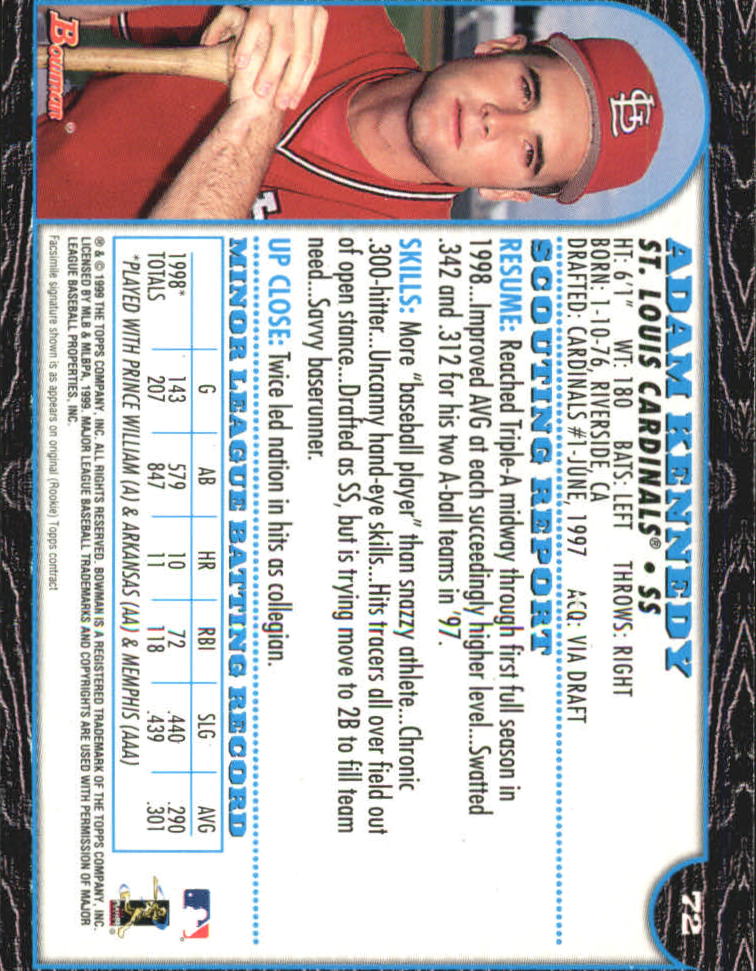 72
ADAM KENNEDY
ST. LOUIS CARDINALS® • SS
HT: 6'1" WT: 180 BATS: LEFT THROWS: RIGHT
BORN: 1-10-76, RIVERSIDE, CA
DRAFTED: CARDINALS #1-JUNE, 1997 ACQ: VIA DRAFT
SCOUTING REPORT
RESUME: Reached Triple-A midway through first full season in
1998...Improved AVG at each succeedingly higher level...Swatted
.342 and .312 for his two A-ball teams in '97.
SKILLS: More "baseball player" than snazzy athlete...Chronic
.300-hitter...Uncanny hand-eye skills...Hits tracers all over field out
of open stance...Drafted as SS, but is trying move to 2B to fill team
need...Savvy baserunner.
UP CLOSE: Twice led nation in hits as collegian.
MINOR LEAGUE BATTING RECORD
G AB HR RBI SLG AVG
1998* 143 579 10 72 .440 .290
TOTALS 207 847 11 118 .439 .301
*PLAYED WITH PRINCE WILLIAM (A) & ARKANSAS (AA) & MEMPHIS (AAA)
® & © 1999 THE TOPPS COMPANY, INC. ALL RIGHTS RESERVED. BOWMAN IS A REGISTERED TRADEMARK OF THE TOPPS COMPANY, INC.
LICENSED BY MLB & MLBPA, 1999. MAJOR LEAGUE BASEBALL TRADEMARKS AND COPYRIGHTS ARE USED WITH PERMISSION OF MAJOR
LEAGUE BASEBALL PROPERTIES, INC.
Facsimile signature shown is as appears on original (Rookie) Topps contract
Bowman®
StL